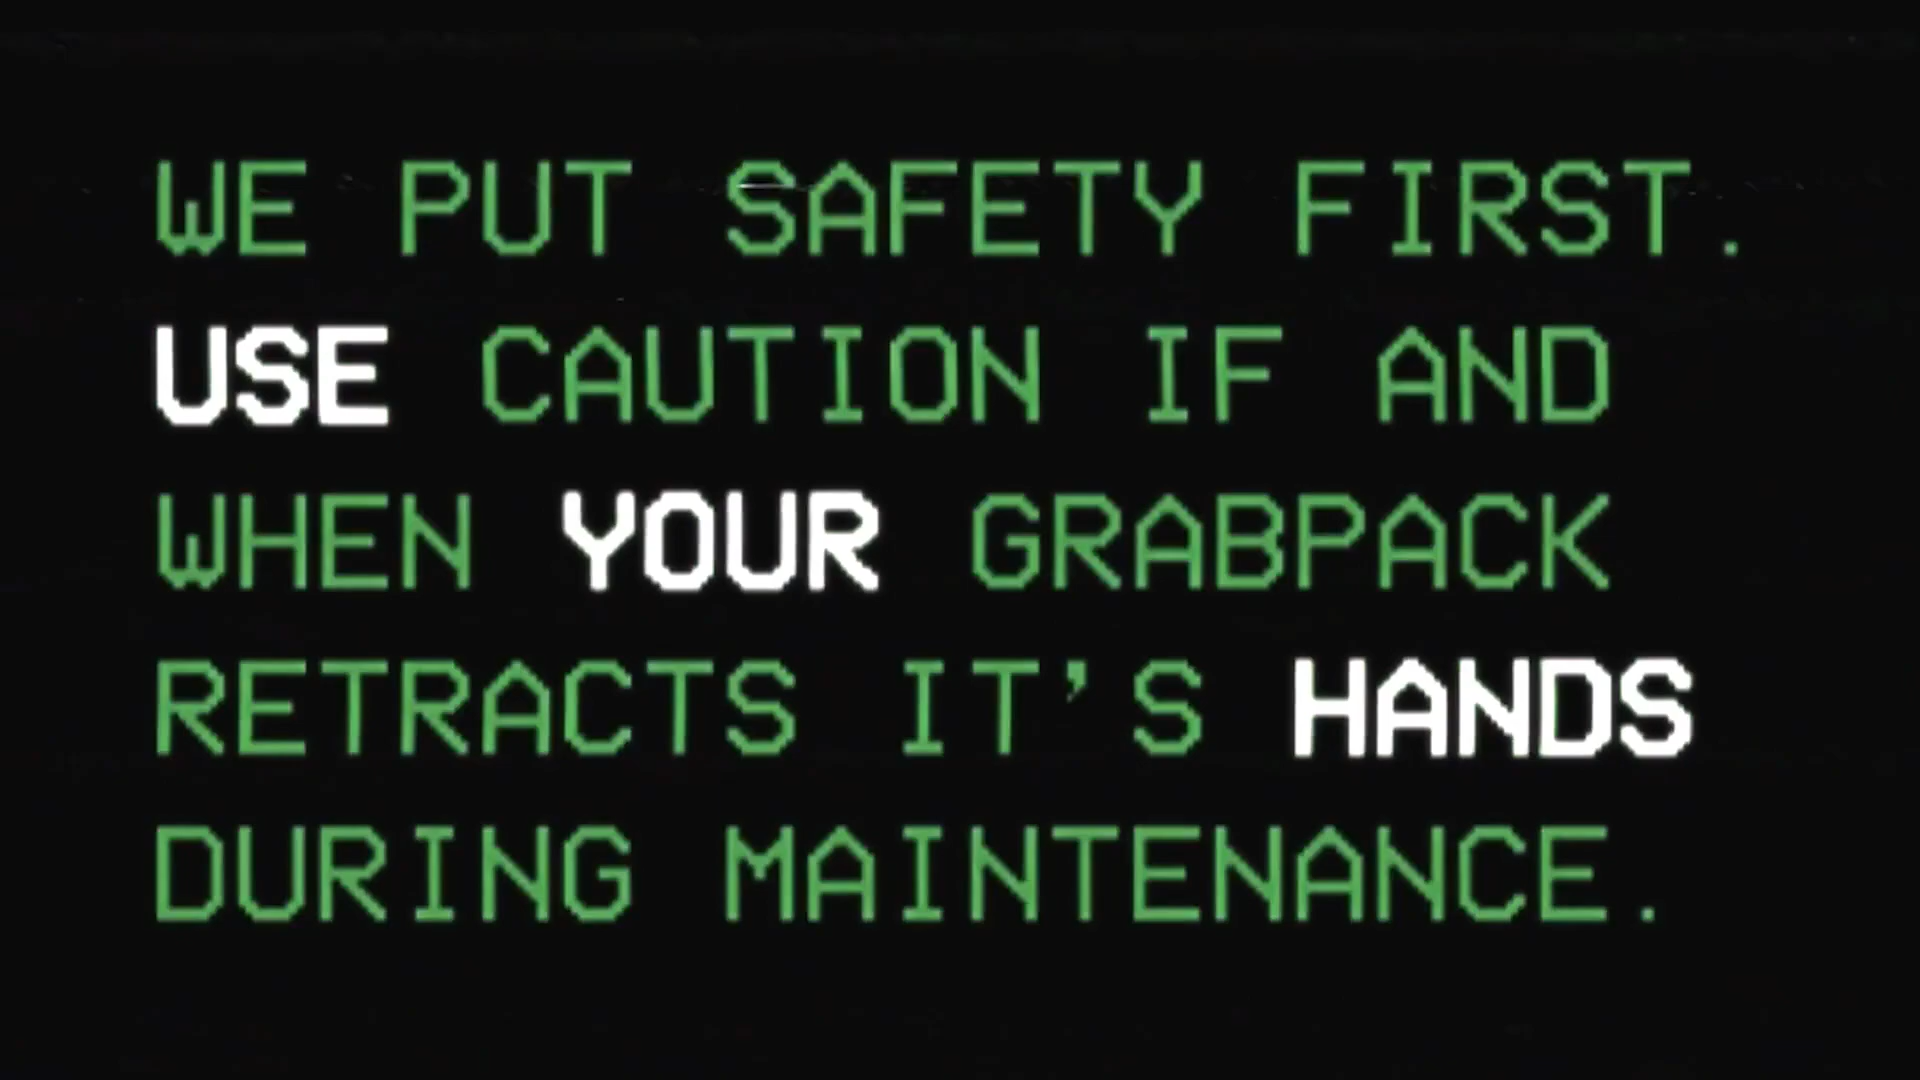 WE PUT SAFETY FIRST.
USE CAUTION IF AND
WHEN YOUR GRABPACK
RETRACTS IT'S HANDS
DURING MAINTENANCE.